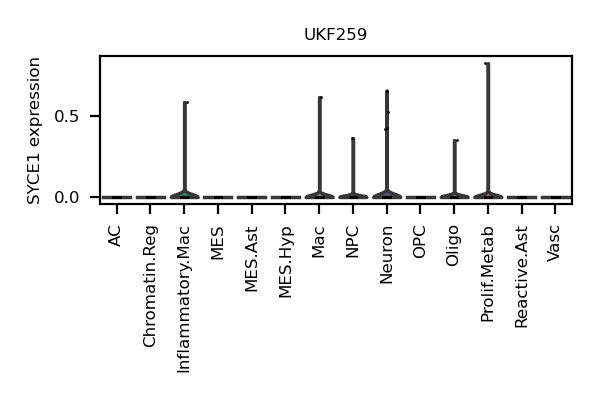 UKF259
SYCE1 expression
0.5
0.0
AC
Chromatin.Reg
Inflammatory.Mac
MES
MES.Ast
MES.Hyp
Mac
NPC
Neuron
OPC
Oligo
Prolif.Metab
Reactive.Ast
Vasc